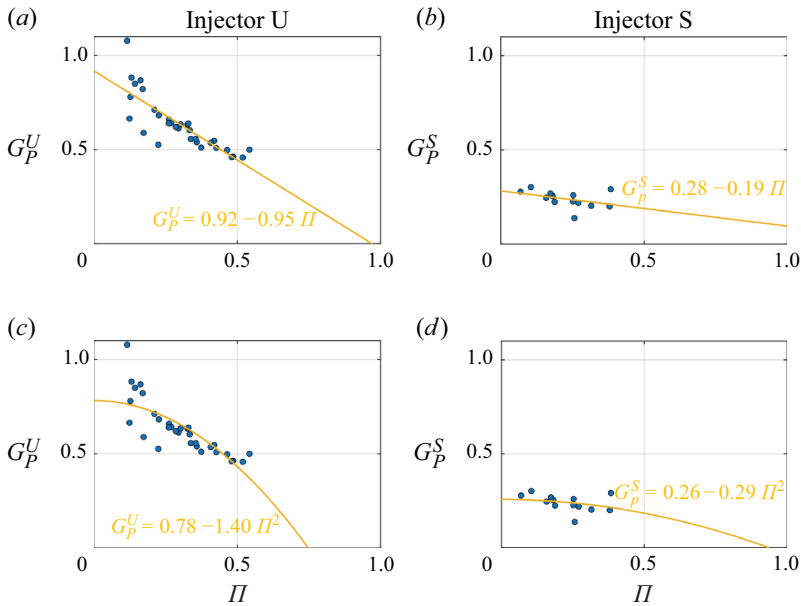 (a) Injector U
1.0
G_P^U 0.5
G_P^U = 0.92 − 0.95 Π
0 0.5 1.0
(b) Injector S
1.0
G_P^S 0.5
G_p^S = 0.28 − 0.19 Π
0 0.5 1.0
(c)
1.0
G_P^U 0.5
G_P^U = 0.78 − 1.40 Π²
0 0.5 1.0
Π
(d)
1.0
G_P^S 0.5
G_p^S = 0.26 − 0.29 Π²
0 0.5 1.0
Π